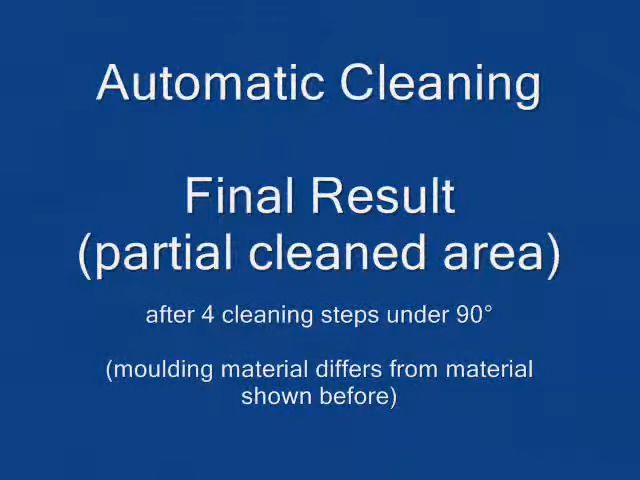 Automatic Cleaning
Final Result
(partial cleaned area)
after 4 cleaning steps under 90°
(moulding material differs from material
shown before)